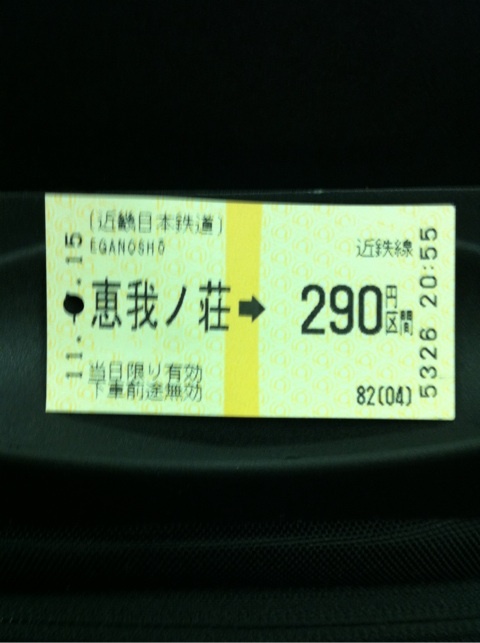 (近畿日本鉄道)
EGANOSHŌ
恵我ノ荘➡
当日限り有効
下車前途無効
近鉄線
290円区間
82(04)
11. .15
5326 20:55